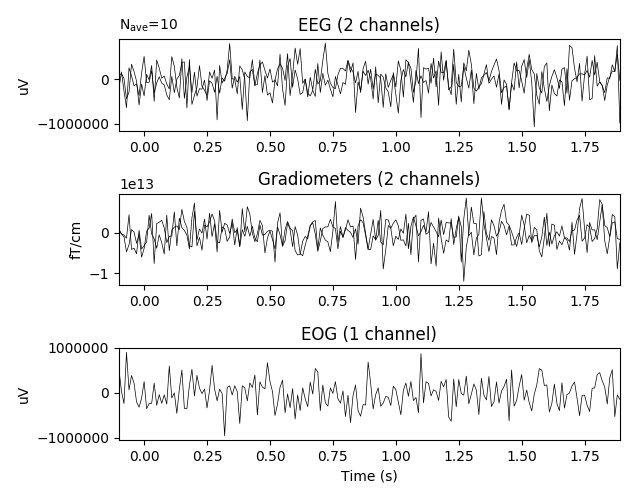 N_ave=10
EEG (2 channels)
uV
0
−1000000
0.00 0.25 0.50 0.75 1.00 1.25 1.50 1.75
1e13
Gradiometers (2 channels)
fT/cm
0
−1
0.00 0.25 0.50 0.75 1.00 1.25 1.50 1.75
EOG (1 channel)
uV
1000000
0
−1000000
0.00 0.25 0.50 0.75 1.00 1.25 1.50 1.75
Time (s)